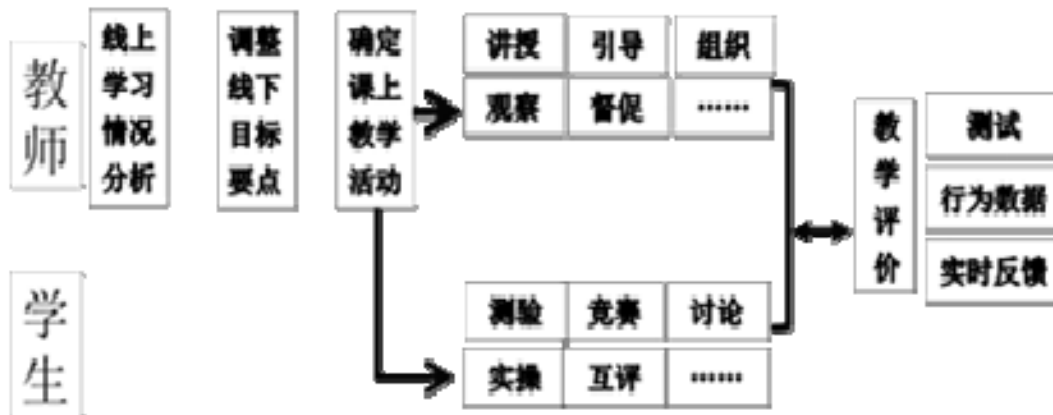 教师
线上
学习
情况
分析
调整
线下
目标
要点
确定
课上
教学
活动
讲授 引导 组织
观察 督促 ……
教学评价
测试
行为数据
实时反馈
学生
测验 竞赛 讨论
实操 互评 ……